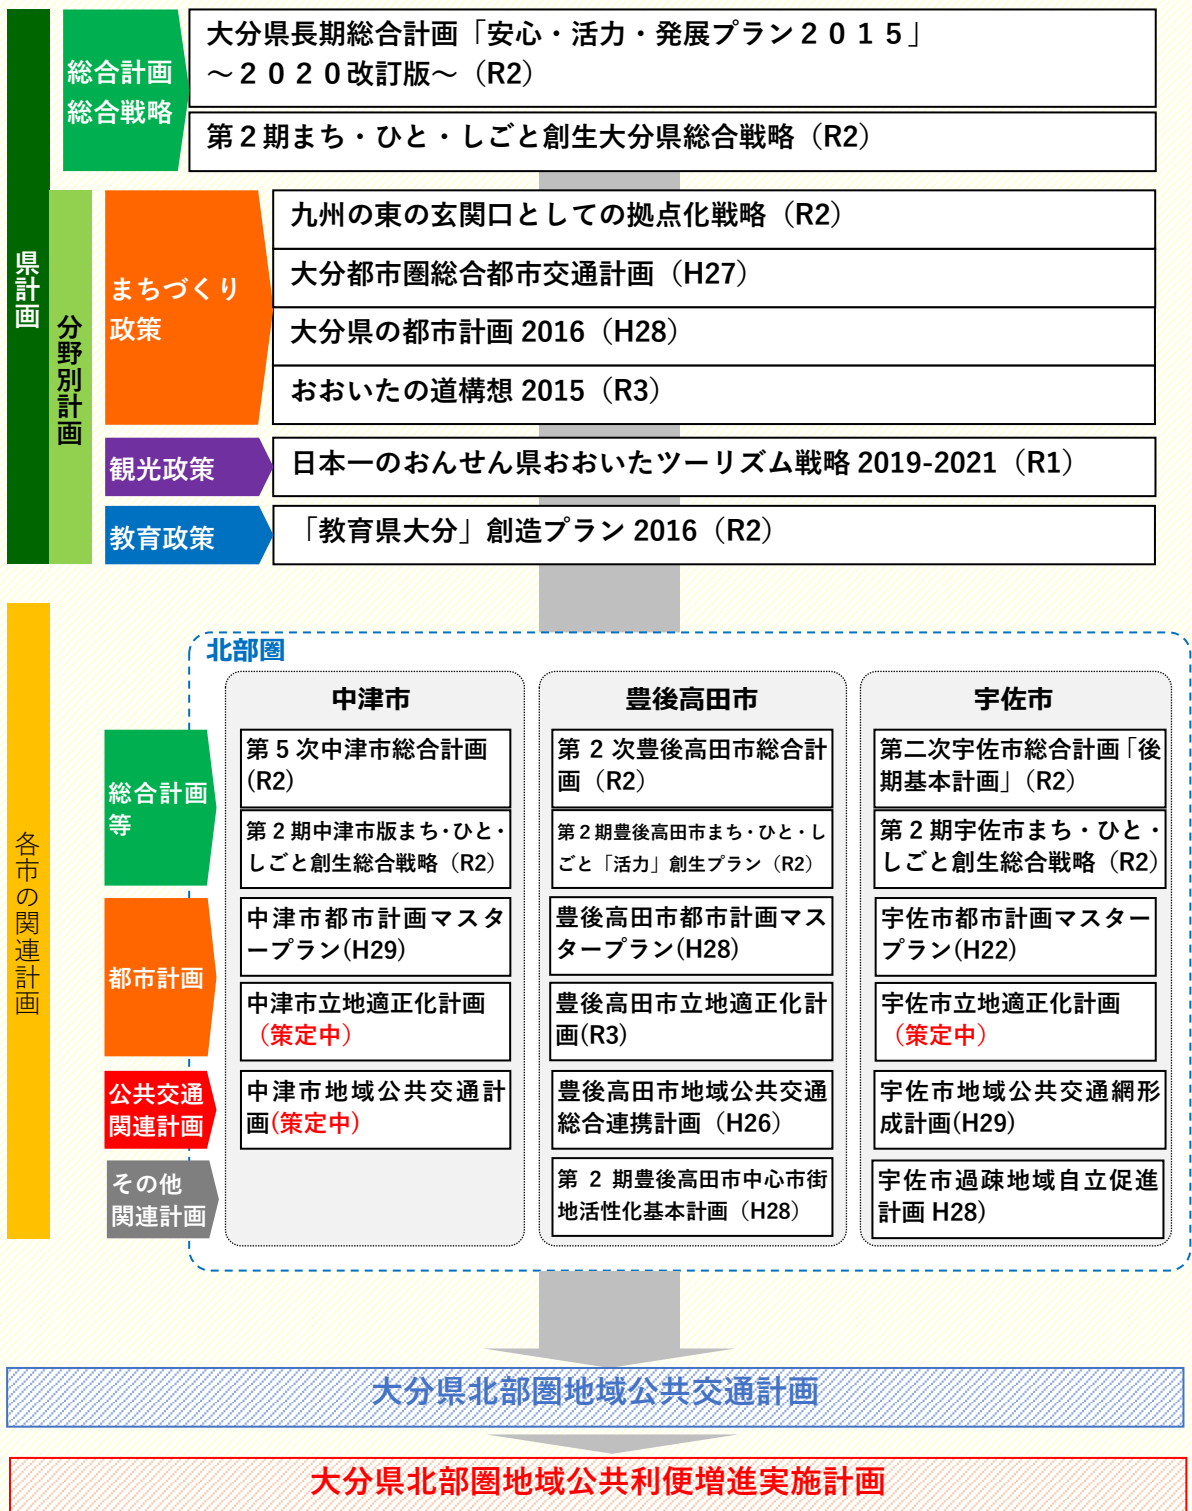 県計画
総合計画
総合戦略
大分県長期総合計画「安心・活力・発展プラン２０１５」
～２０２０改訂版～（R2）
第２期まち・ひと・しごと創生大分県総合戦略（R2）
分野別計画
まちづくり
政策
九州の東の玄関口としての拠点化戦略（R2）
大分都市圏総合都市交通計画（H27）
大分県の都市計画 2016（H28）
おおいたの道構想 2015（R3）
観光政策
日本一のおんせん県おおいたツーリズム戦略 2019-2021（R1）
教育政策
「教育県大分」創造プラン 2016（R2）
各市の関連計画
北部圏
中津市
豊後高田市
宇佐市
総合計画
等
第５次中津市総合計画
(R2)
第２次豊後高田市総合計
画（R2）
第二次宇佐市総合計画「後
期基本計画」（R2）
第２期中津市版まち・ひと・
しごと創生総合戦略（R2）
第２期豊後高田市まち・ひと・し
ごと「活力」創生プラン（R2）
第２期宇佐市まち・ひと・
しごと創生総合戦略（R2）
都市計画
中津市都市計画マスタ
ープラン(H29)
豊後高田市都市計画マス
タープラン(H28)
宇佐市都市計画マスター
プラン(H22)
中津市立地適正化計画
（策定中）
豊後高田市立地適正化計
画(R3)
宇佐市立地適正化計画
（策定中）
公共交通
関連計画
中津市地域公共交通計
画(策定中)
豊後高田市地域公共交通
総合連携計画（H26）
宇佐市地域公共交通網形
成計画(H29)
その他
関連計画
第２期豊後高田市中心市街
地活性化基本計画（H28）
宇佐市過疎地域自立促進
計画 H28)
大分県北部圏地域公共交通計画
大分県北部圏地域公共利便増進実施計画